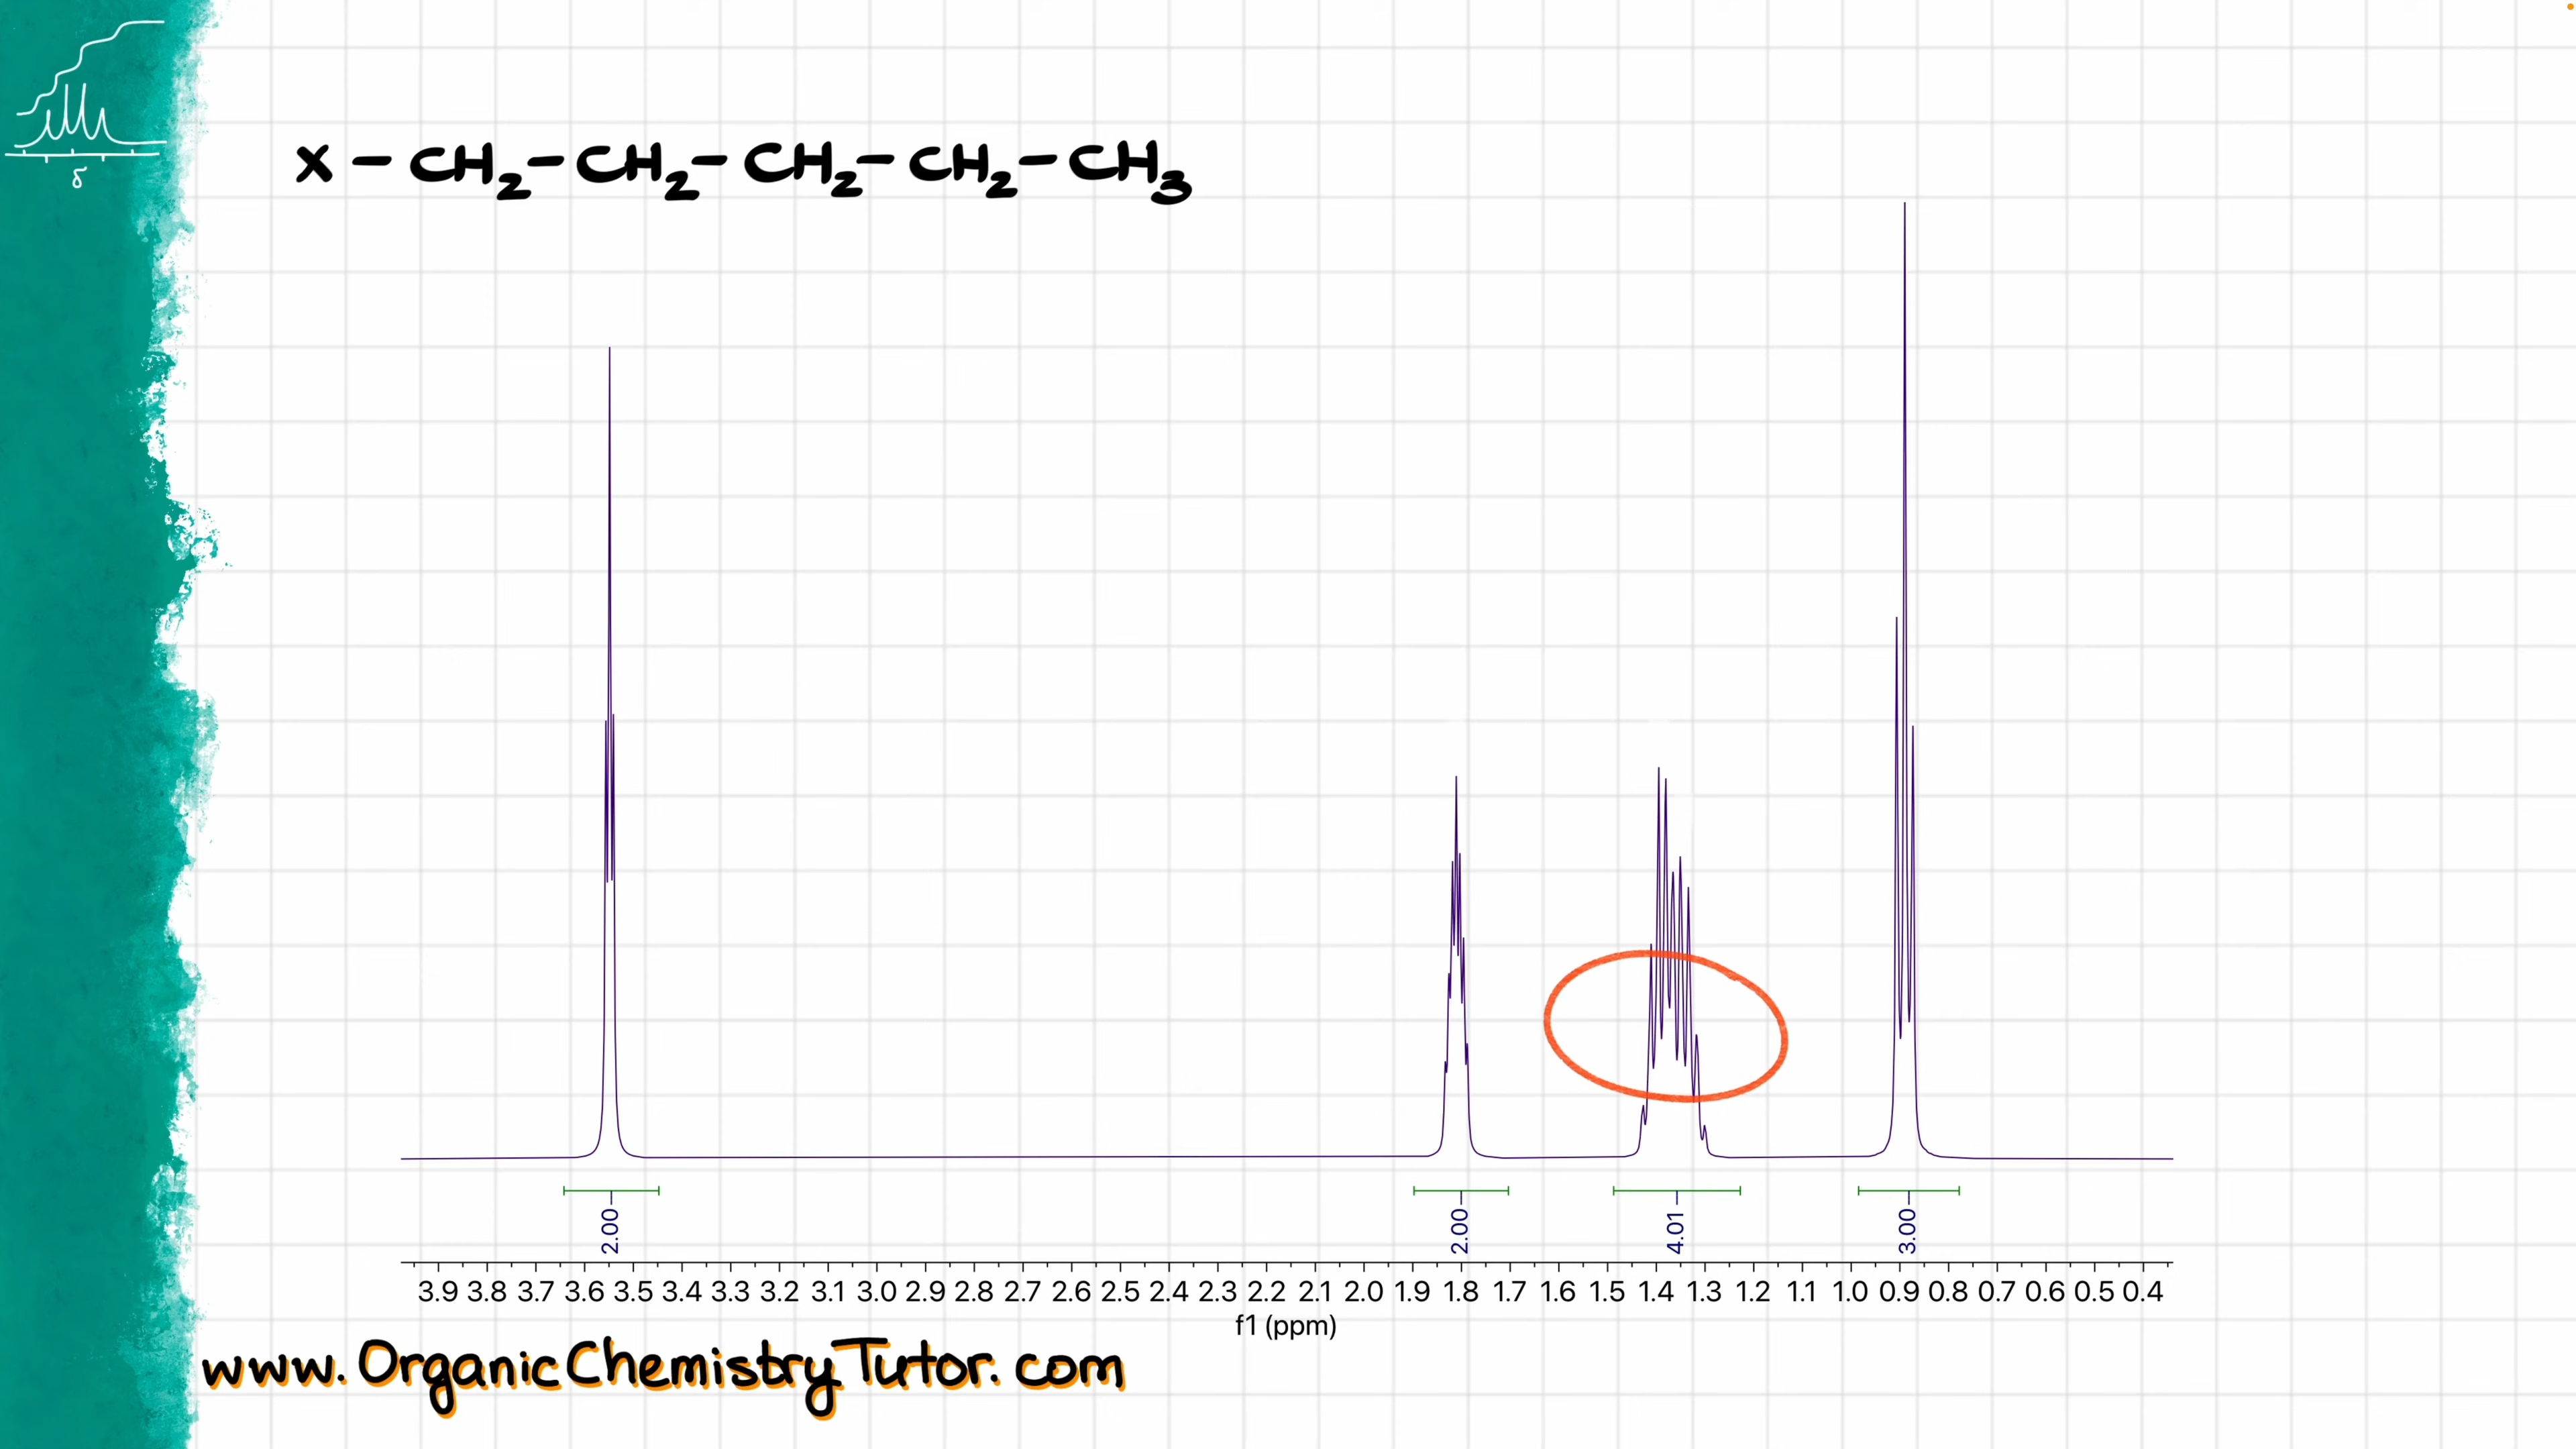 δ
X-CH₂-CH₂-CH₂-CH₂-CH₃
2.00 2.00 4.01 3.00
3.9 3.8 3.7 3.6 3.5 3.4 3.3 3.2 3.1 3.0 2.9 2.8 2.7 2.6 2.5 2.4 2.3 2.2 2.1 2.0 1.9 1.8 1.7 1.6 1.5 1.4 1.3 1.2 1.1 1.0 0.9 0.8 0.7 0.6 0.5 0.4
f1 (ppm)
www.OrganicChemistryTutor.com